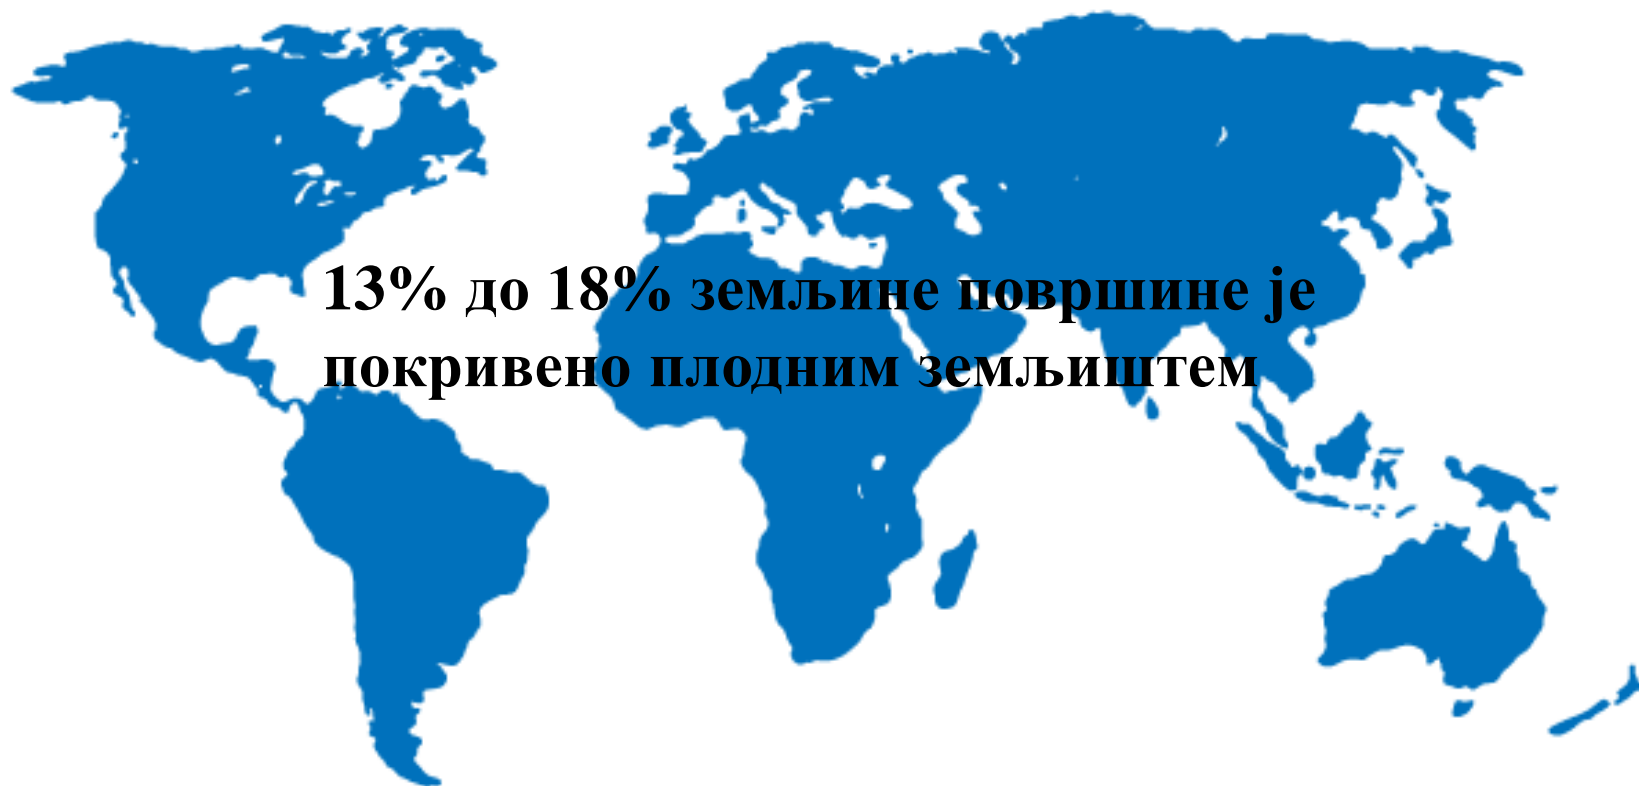 13% до 18% земљине површине је
покривено плодним земљиштем